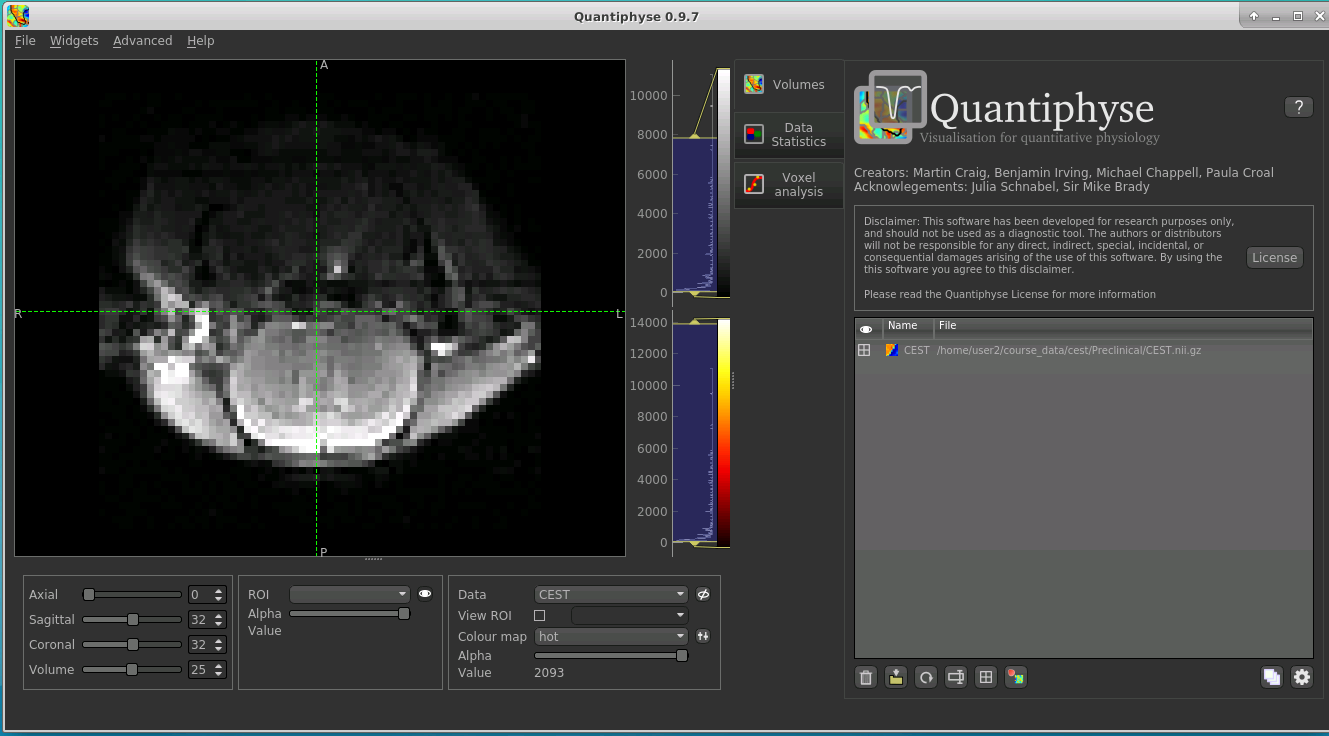 Quantiphyse 0.9.7
File Widgets Advanced Help
A
R
L
P
10000
8000
6000
4000
2000
0
14000
12000
10000
8000
6000
4000
2000
0
Volumes
Data
Statistics
Voxel
analysis
Quantiphyse
Visualisation for quantitative physiology
?
Creators: Martin Craig, Benjamin Irving, Michael Chappell, Paula Croal
Acknowlegements: Julia Schnabel, Sir Mike Brady
Disclaimer: This software has been developed for research purposes only,
and should not be used as a diagnostic tool. The authors or distributors
will not be responsible for any direct, indirect, special, incidental, or
consequential damages arising of the use of this software. By using the
this software you agree to this disclaimer.
Please read the Quantiphyse License for more information
License
Name File
CEST /home/user2/course_data/cest/Preclinical/CEST.nii.gz
Axial 0
Sagittal 32
Coronal 32
Volume 25
ROI
Alpha
Value
Data CEST
View ROI
Colour map hot
Alpha
Value 2093